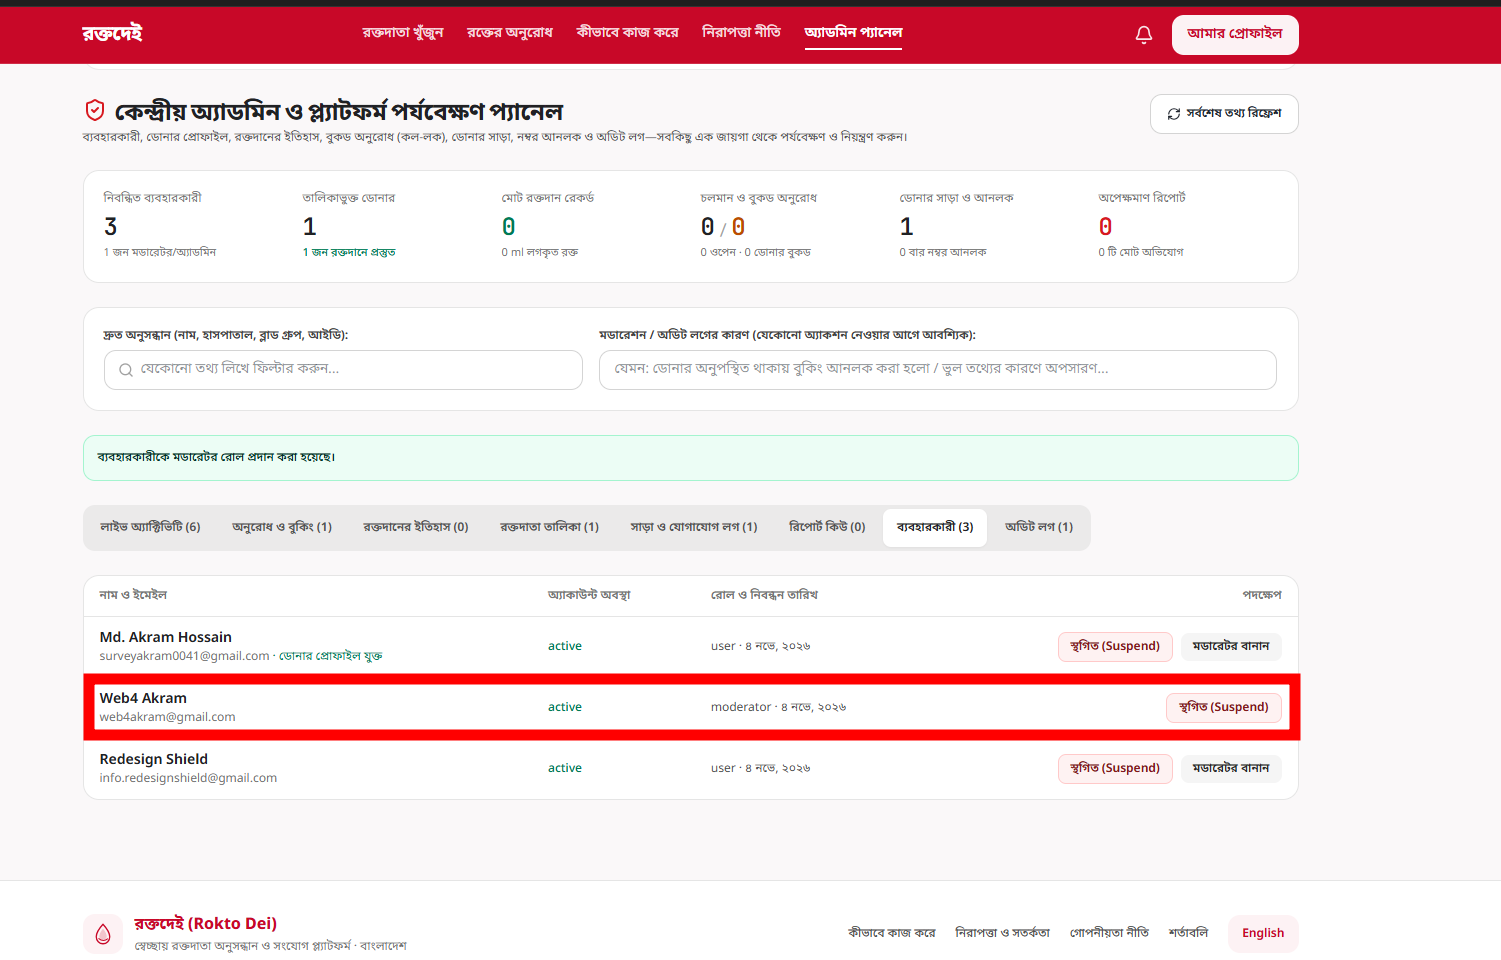 রক্তদেই
রক্তদাতা খুঁজুন
রক্তের অনুরোধ
কীভাবে কাজ করে
নিরাপত্তা নীতি
অ্যাডমিন প্যানেল
আমার প্রোফাইল
কেন্দ্রীয় অ্যাডমিন ও প্ল্যাটফর্ম পর্যবেক্ষণ প্যানেল
ব্যবহারকারী, ডোনার প্রোফাইল, রক্তদানের ইতিহাস, বুকড অনুরোধ (কল-লক), ডোনার সাড়া, নম্বর আনলক ও অডিট লগ—সবকিছু এক জায়গা থেকে পর্যবেক্ষণ ও নিয়ন্ত্রণ করুন।
সর্বশেষ তথ্য রিফ্রেশ
নিবন্ধিত ব্যবহারকারী
3
1 জন মডারেটর/অ্যাডমিন
তালিকাভুক্ত ডোনার
1
1 জন রক্তদানে প্রস্তুত
মোট রক্তদান রেকর্ড
0
0 ml লগকৃত রক্ত
চলমান ও বুকড অনুরোধ
0 / 0
0 ওপেন · 0 ডোনার বুকড
ডোনার সাড়া ও আনলক
1
0 বার নম্বর আনলক
অপেক্ষমাণ রিপোর্ট
0
0 টি মোট অভিযোগ
দ্রুত অনুসন্ধান (নাম, হাসপাতাল, ব্লাড গ্রুপ, আইডি):
যেকোনো তথ্য লিখে ফিল্টার করুন...
মডারেশন / অডিট লগের কারণ (যেকোনো অ্যাকশন নেওয়ার আগে আবশ্যিক):
যেমন: ডোনার অনুপস্থিত থাকায় বুকিং আনলক করা হলো / ভুল তথ্যের কারণে অপসারণ...
ব্যবহারকারীকে মডারেটর রোল প্রদান করা হয়েছে।
লাইভ অ্যাক্টিভিটি (6)
অনুরোধ ও বুকিং (1)
রক্তদানের ইতিহাস (0)
রক্তদাতা তালিকা (1)
সাড়া ও যোগাযোগ লগ (1)
রিপোর্ট কিউ (0)
ব্যবহারকারী (3)
অডিট লগ (1)
নাম ও ইমেইল
অ্যাকাউন্ট অবস্থা
রোল ও নিবন্ধন তারিখ
পদক্ষেপ
Md. Akram Hossain
surveyakram0041@gmail.com · ডোনার প্রোফাইল যুক্ত
active
user · ৪ নভে, ২০২৬
স্থগিত (Suspend)
মডারেটর বানান
Web4 Akram
web4akram@gmail.com
active
moderator · ৪ নভে, ২০২৬
স্থগিত (Suspend)
Redesign Shield
info.redesignshield@gmail.com
active
user · ৪ নভে, ২০২৬
স্থগিত (Suspend)
মডারেটর বানান
রক্তদেই (Rokto Dei)
স্বেচ্ছায় রক্তদাতা অনুসন্ধান ও সংযোগ প্ল্যাটফর্ম · বাংলাদেশ
কীভাবে কাজ করে
নিরাপত্তা ও সতর্কতা
গোপনীয়তা নীতি
শর্তাবলি
English